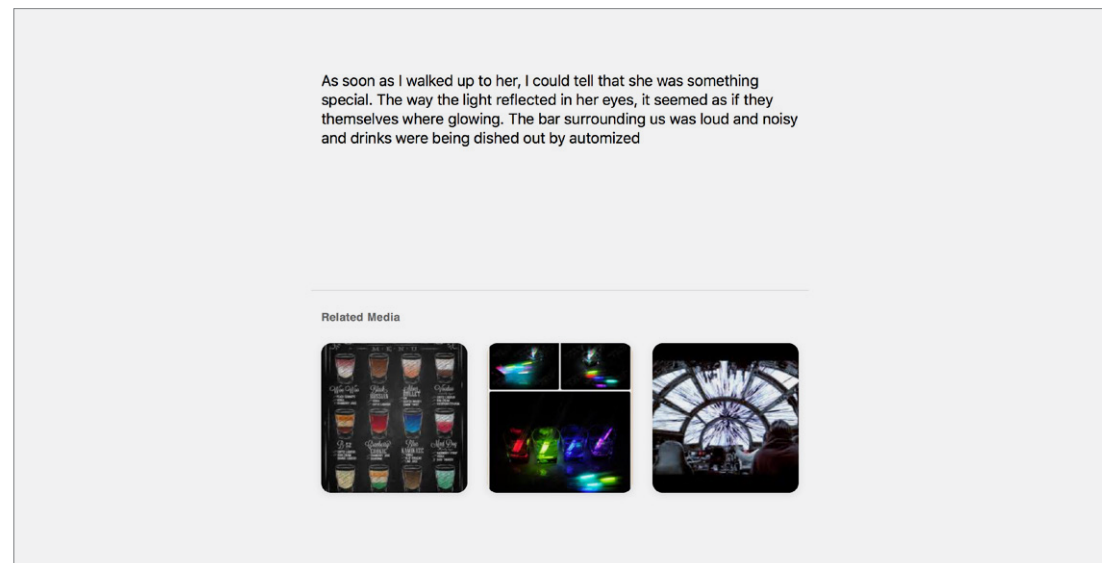 As soon as I walked up to her, I could tell that she was something
special. The way the light reflected in her eyes, it seemed as if they
themselves where glowing. The bar surrounding us was loud and noisy
and drinks were being dished out by automized
Related Media